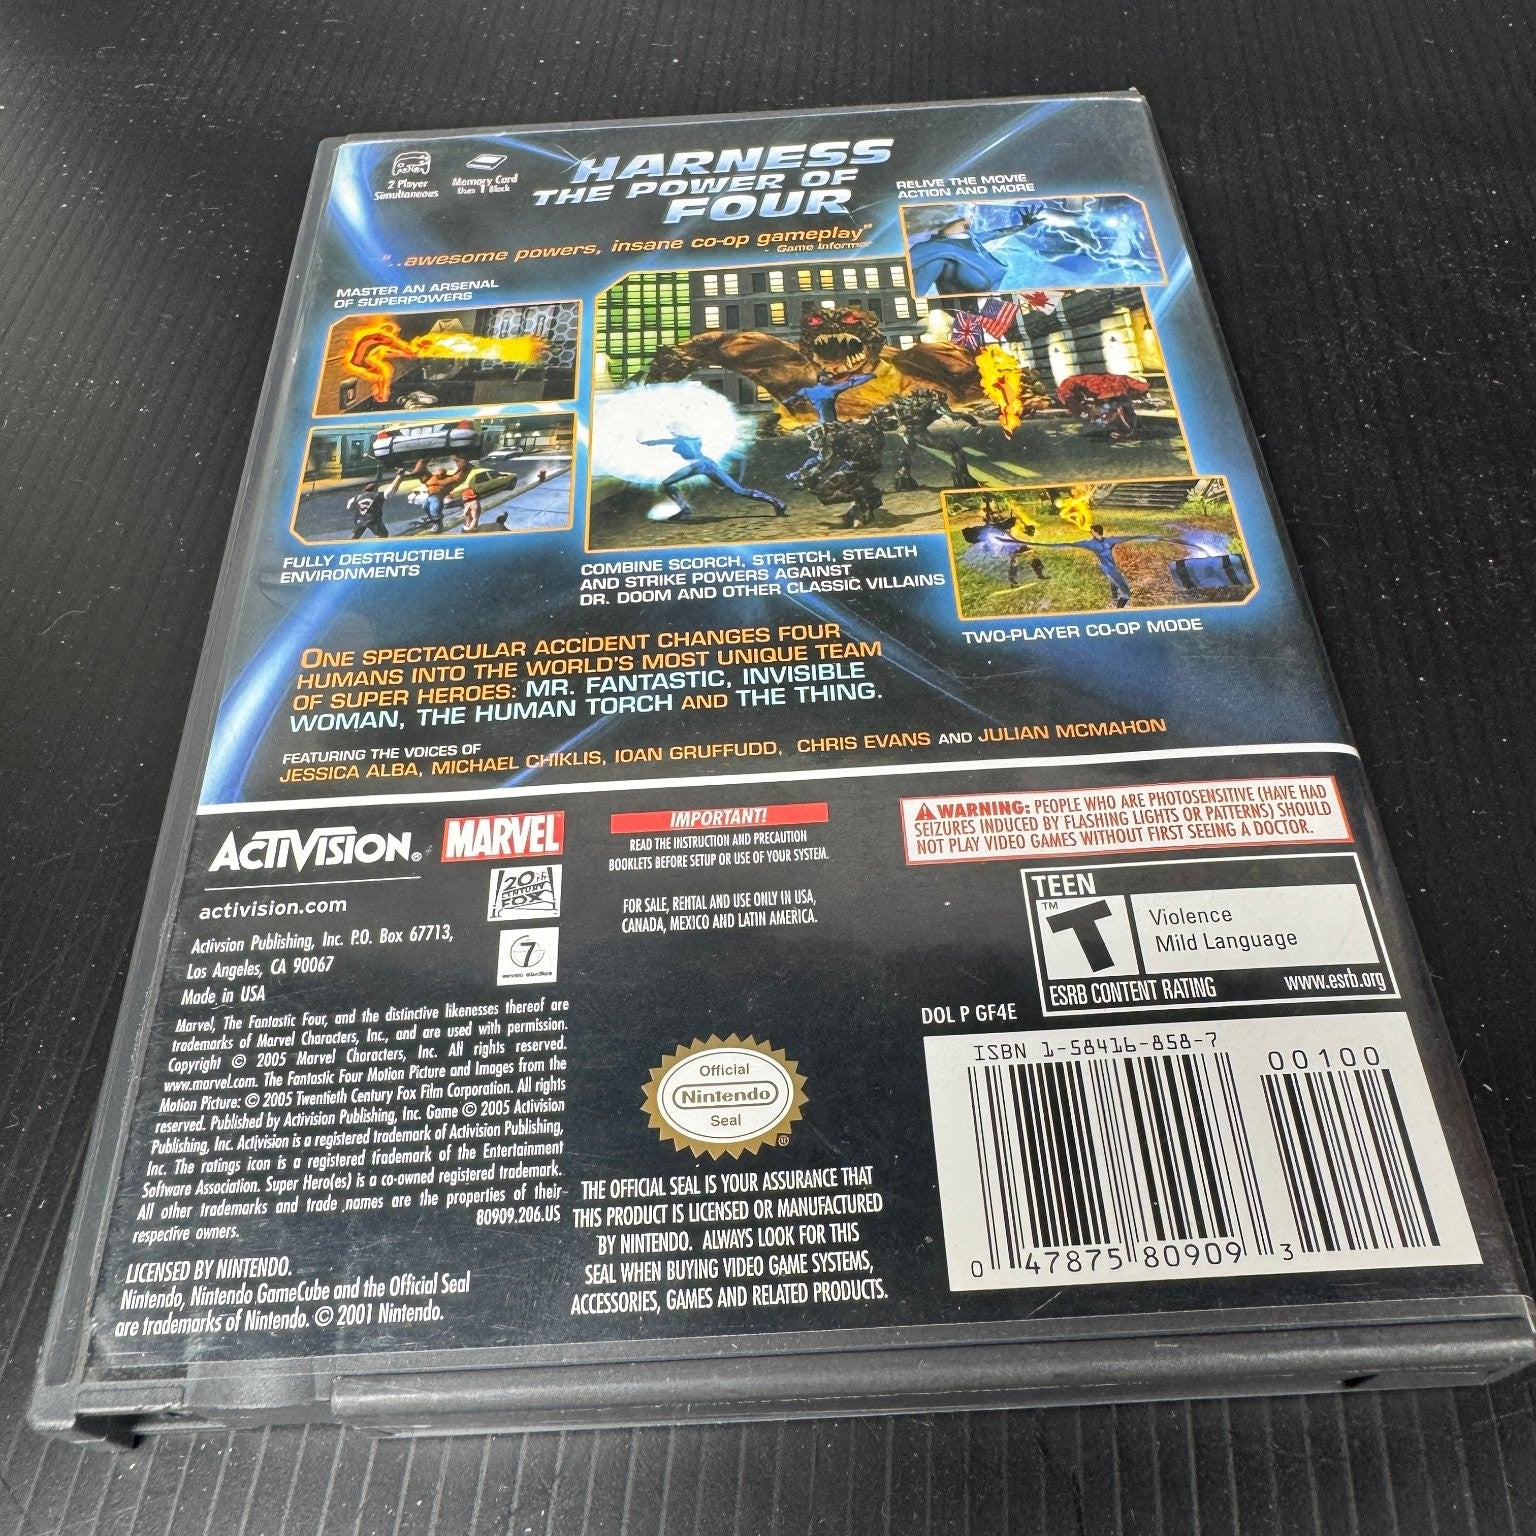 2 Player
Simultaneous
Memory Card
Uses 1 Block
HARNESS
THE POWER OF
FOUR
"...awesome powers, insane co-op gameplay"
- Game Informer
RELIVE THE MOVIE
ACTION AND MORE
MASTER AN ARSENAL
OF SUPERPOWERS
FULLY DESTRUCTIBLE
ENVIRONMENTS
COMBINE SCORCH, STRETCH, STEALTH
AND STRIKE POWERS AGAINST
DR. DOOM AND OTHER CLASSIC VILLAINS
TWO-PLAYER CO-OP MODE
ONE SPECTACULAR ACCIDENT CHANGES FOUR
HUMANS INTO THE WORLD'S MOST UNIQUE TEAM
OF SUPER HEROES: MR. FANTASTIC, INVISIBLE
WOMAN, THE HUMAN TORCH AND THE THING.
FEATURING THE VOICES OF
JESSICA ALBA, MICHAEL CHIKLIS, IOAN GRUFFUDD, CHRIS EVANS AND JULIAN MCMAHON
ACTIVISION®
MARVEL
20th
CENTURY
FOX
7
activision.com
Activsion Publishing, Inc. P.O. Box 67713,
Los Angeles, CA 90067
Made in USA
Marvel, The Fantastic Four, and the distinctive likenesses thereof are
trademarks of Marvel Characters, Inc., and are used with permission.
Copyright © 2005 Marvel Characters, Inc. All rights reserved.
www.marvel.com. The Fantastic Four Motion Picture and Images from the
Motion Picture: © 2005 Twentieth Century Fox Film Corporation. All rights
reserved. Published by Activision Publishing, Inc. Game © 2005 Activision
Publishing, Inc. Activision is a registered trademark of Activision Publishing,
Inc. The ratings icon is a registered trademark of the Entertainment
Software Association. Super Hero(es) is a co-owned registered trademark.
All other trademarks and trade names are the properties of their
respective owners.
80909.206.US
LICENSED BY NINTENDO.
Nintendo, Nintendo GameCube and the Official Seal
are trademarks of Nintendo. © 2001 Nintendo.
IMPORTANT!
READ THE INSTRUCTION AND PRECAUTION
BOOKLETS BEFORE SETUP OR USE OF YOUR SYSTEM.
FOR SALE, RENTAL AND USE ONLY IN USA,
CANADA, MEXICO AND LATIN AMERICA.
Official
Nintendo
Seal
®
THE OFFICIAL SEAL IS YOUR ASSURANCE THAT
THIS PRODUCT IS LICENSED OR MANUFACTURED
BY NINTENDO. ALWAYS LOOK FOR THIS
SEAL WHEN BUYING VIDEO GAME SYSTEMS,
ACCESSORIES, GAMES AND RELATED PRODUCTS.
WARNING: PEOPLE WHO ARE PHOTOSENSITIVE (HAVE HAD
SEIZURES INDUCED BY FLASHING LIGHTS OR PATTERNS) SHOULD
NOT PLAY VIDEO GAMES WITHOUT FIRST SEEING A DOCTOR.
TEEN
TM
T
Violence
Mild Language
ESRB CONTENT RATING
www.esrb.org
DOL P GF4E
ISBN 1-58416-858-7
00100
0 47875 80909 3